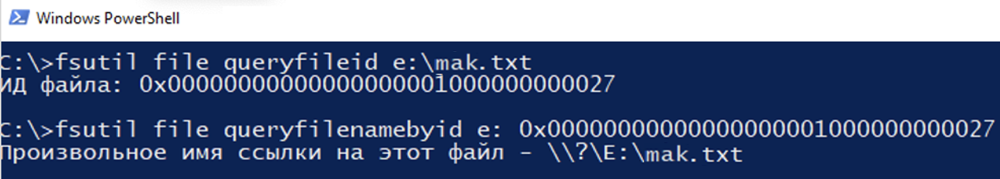 Windows PowerShell
C:\>fsutil file queryfileid e:\mak.txt
ИД файла: 0x00000000000000000001000000000027
C:\>fsutil file queryfilenamebyid e: 0x00000000000000000001000000000027
Произвольное имя ссылки на этот файл - \\?\E:\mak.txt